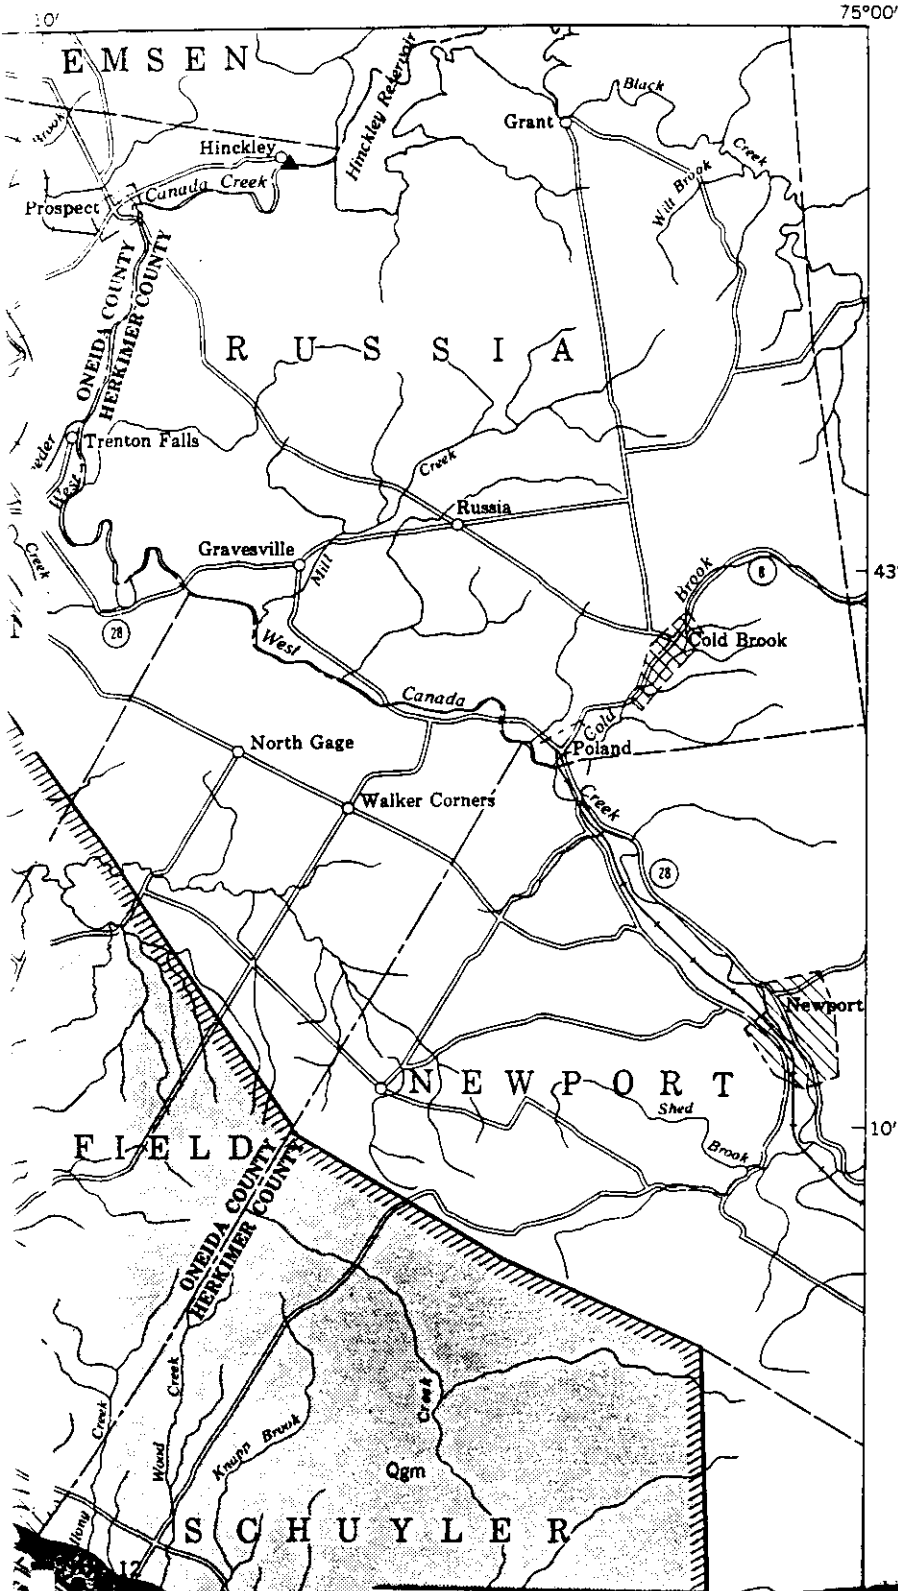 10′
75°00′
EMSEN
Hinckley Reservoir
Black
Creek
Grant
Brook
Hinckley
Wilt Brook
Canada Creek
Prospect
ONEIDA COUNTY
HERKIMER COUNTY
RUSSIA
Trenton Falls
West
Creek
Russia
Creek
Gravesville
Mill
Brook
8
43°
28
West
Cold Brook
Canada
Cold
North Gage
Poland
Walker Corners
Creek
28
Newport
NEWPORT
Shed
Brook
10′
FIELD
ONEIDA COUNTY
HERKIMER COUNTY
Creek
Creek
Wood
Creek
Knapp Brook
Qgm
SCHUYLER
12